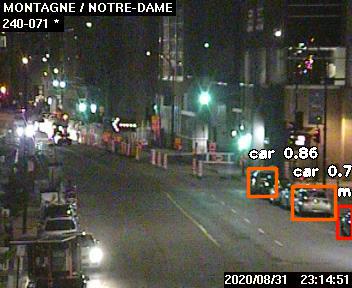 MONTAGNE / NOTRE-DAME
240-071 *
car 0.86
car 0.7
m
2020/08/31 23:14:51